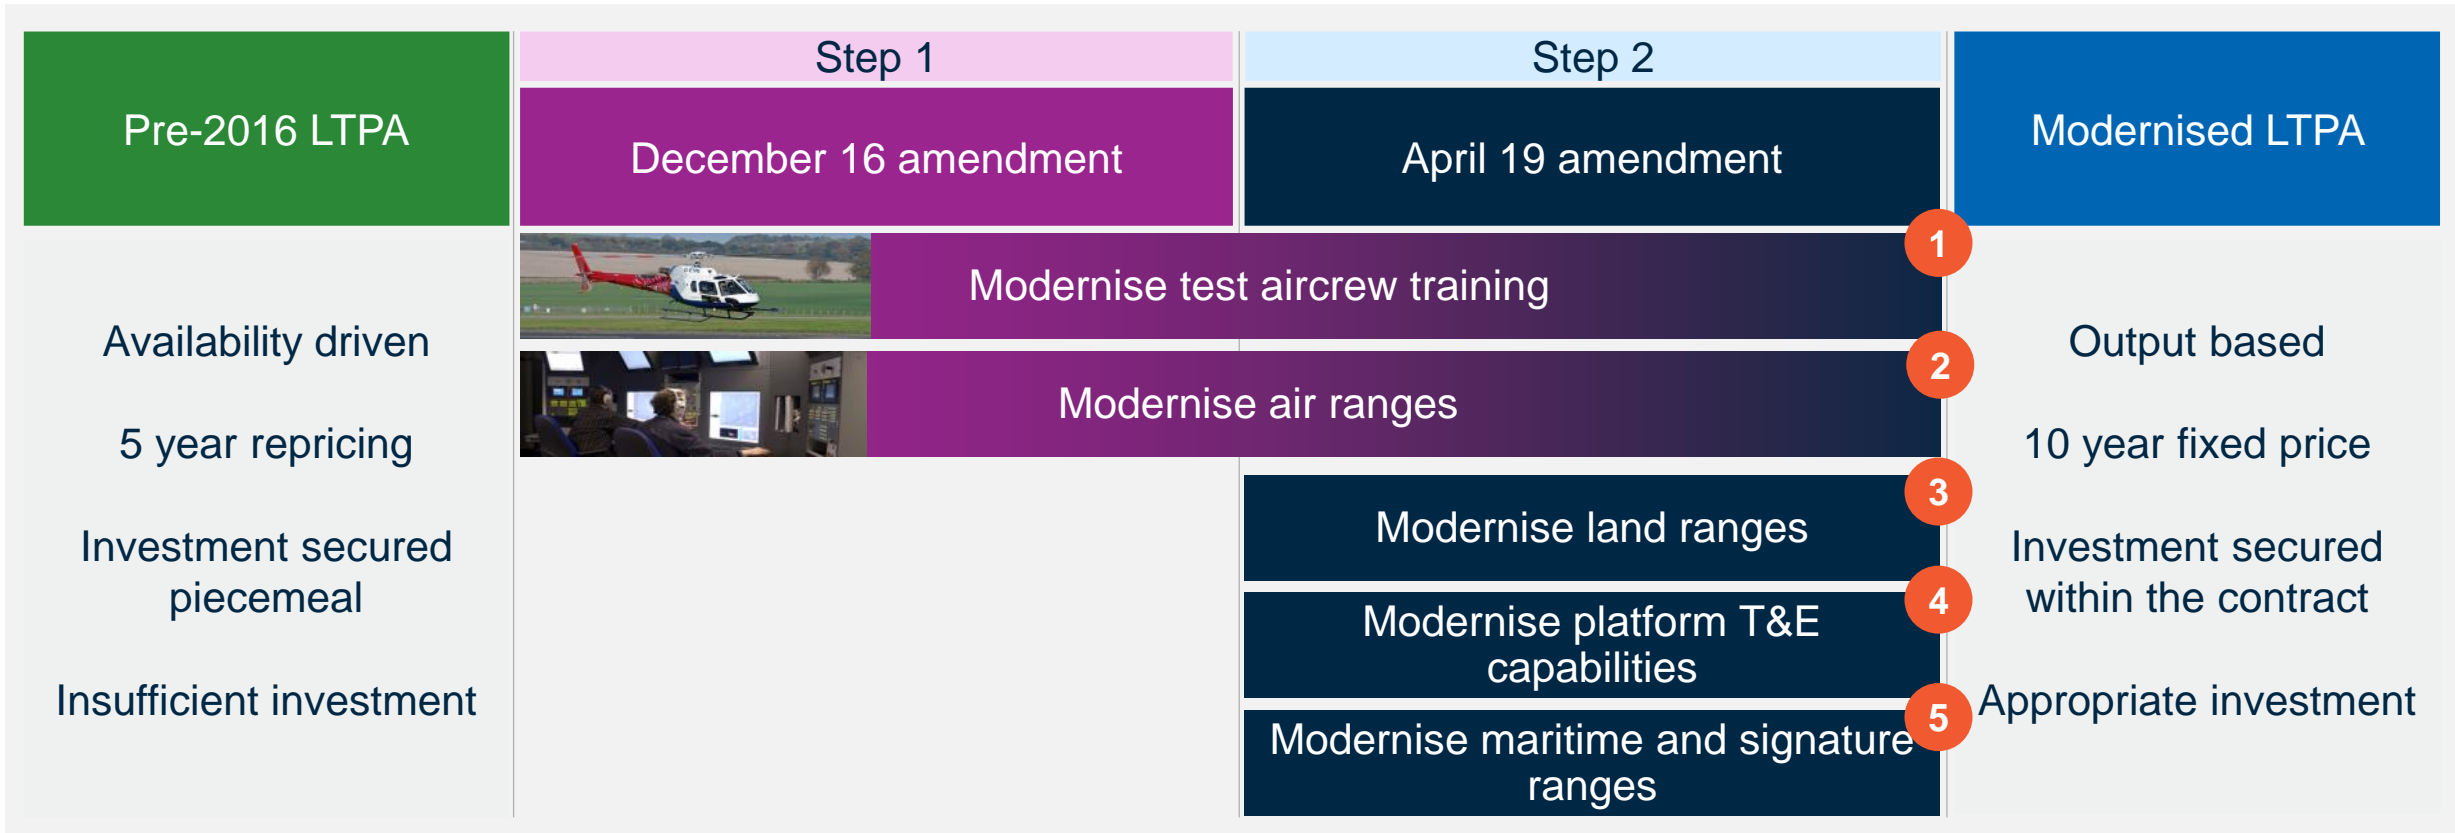 Pre-2016 LTPA
Availability driven
5 year repricing
Investment secured
piecemeal
Insufficient investment
Step 1
December 16 amendment
Step 2
April 19 amendment
1
Modernise test aircrew training
2
Modernise air ranges
3
Modernise land ranges
4
Modernise platform T&E
capabilities
5
Modernise maritime and signature
ranges
Modernised LTPA
Output based
10 year fixed price
Investment secured
within the contract
Appropriate investment